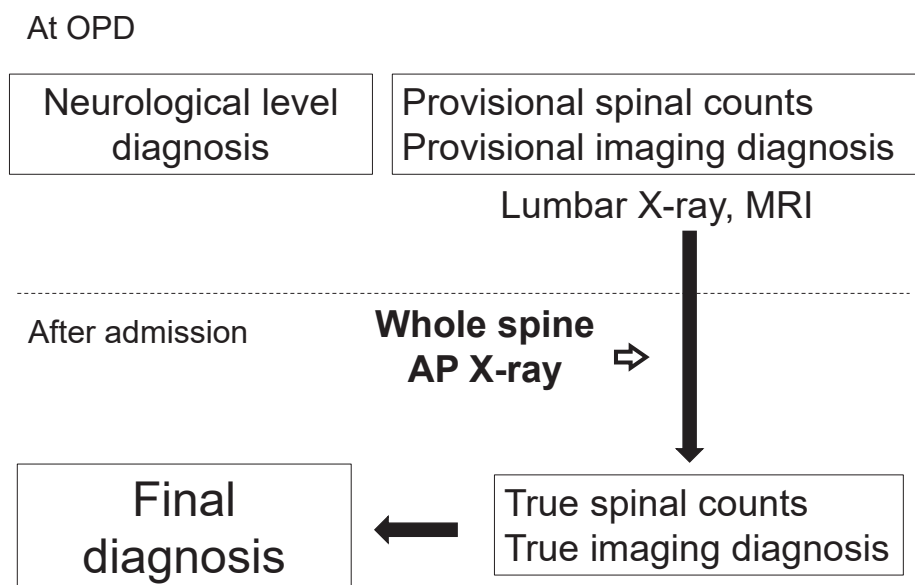 At OPD
Neurological level
diagnosis
Provisional spinal counts
Provisional imaging diagnosis
Lumbar X-ray, MRI
After admission
Whole spine
AP X-ray
True spinal counts
True imaging diagnosis
Final
diagnosis